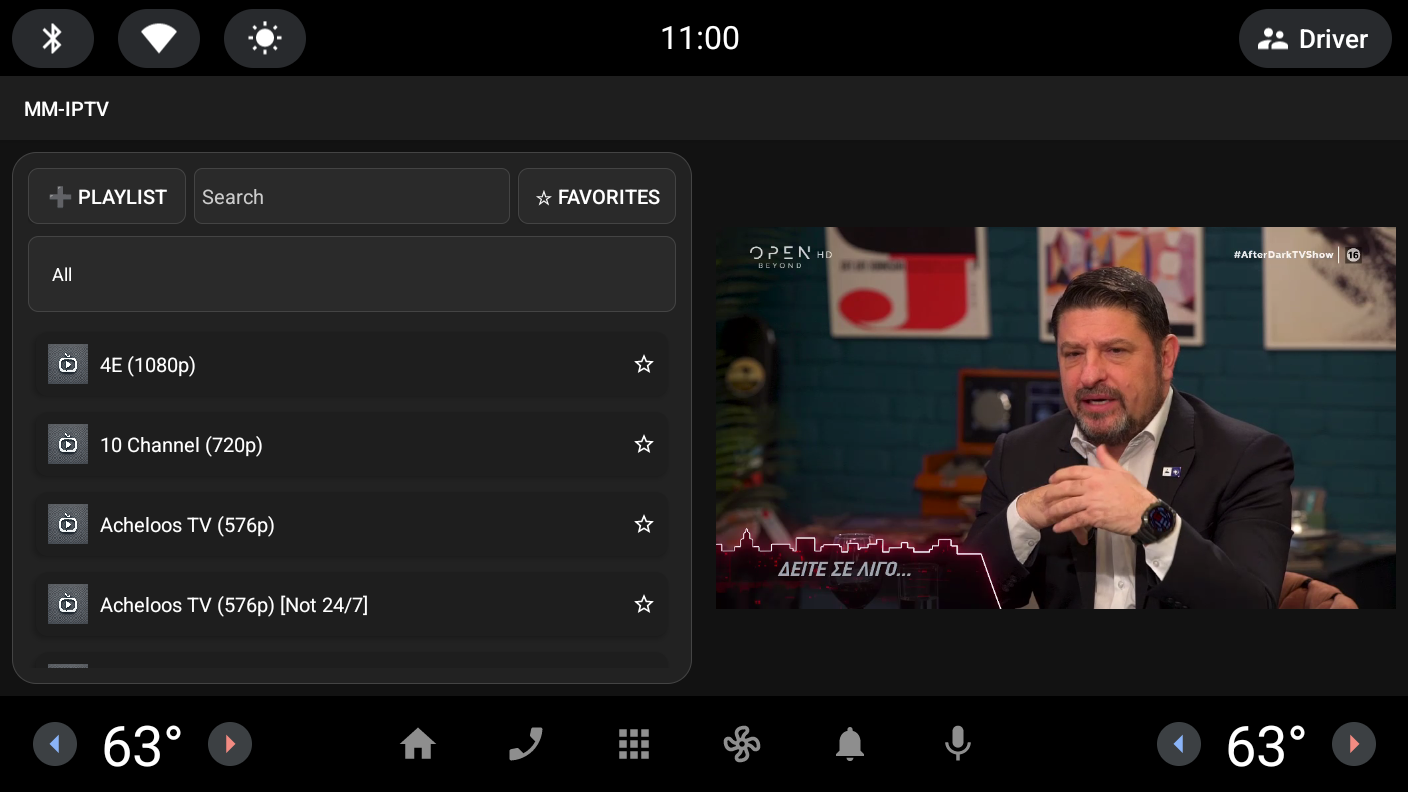 11:00
Driver
MM-IPTV
➕ PLAYLIST
Search
☆ FAVORITES
All
4E (1080p)
10 Channel (720p)
Acheloos TV (576p)
Acheloos TV (576p) [Not 24/7]
OPEN HD
BEYOND
#AfterDarkTVShow
16
ΔΕΙΤΕ ΣΕ ΛΙΓΟ...
63°
63°